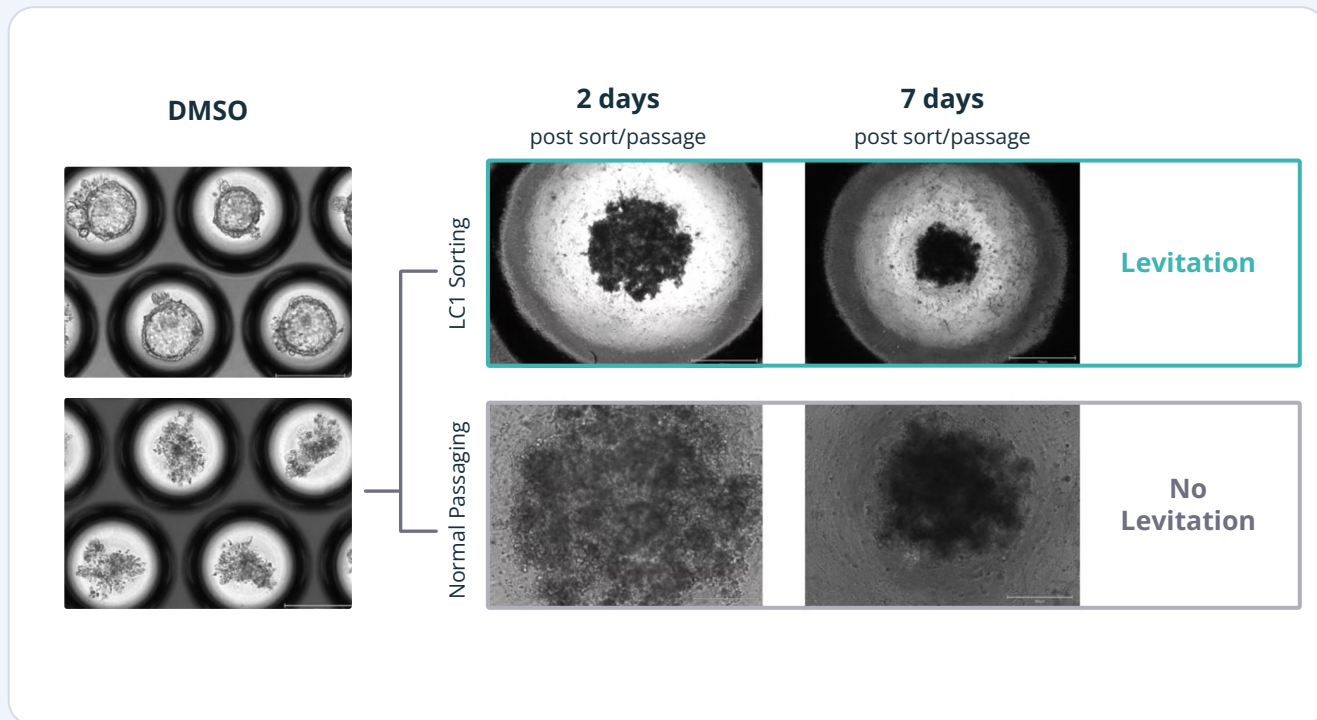 DMSO
2 days
post sort/passage
7 days
post sort/passage
LC1 Sorting
Levitation
Normal Passaging
No
Levitation